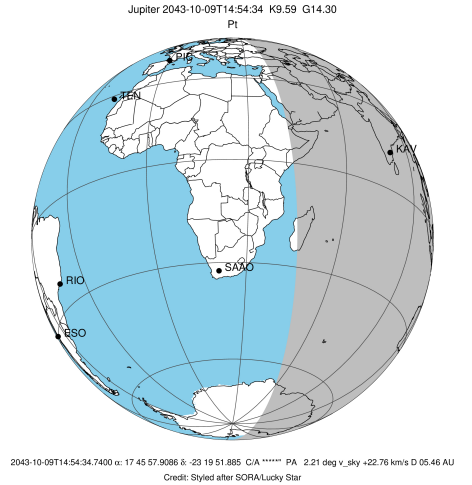 Jupiter 2043-10-09T14:54:34 K9.59 G14.30
Pt
PIC
TEN
KAV
SAAO
RIO
ESO
2043-10-09T14:54:34.7400 α: 17 45 57.9086 δ: -23 19 51.885 C/A *****" PA 2.21 deg v_sky +22.76 km/s D 05.46 AU
Credit: Styled after SORA/Lucky Star